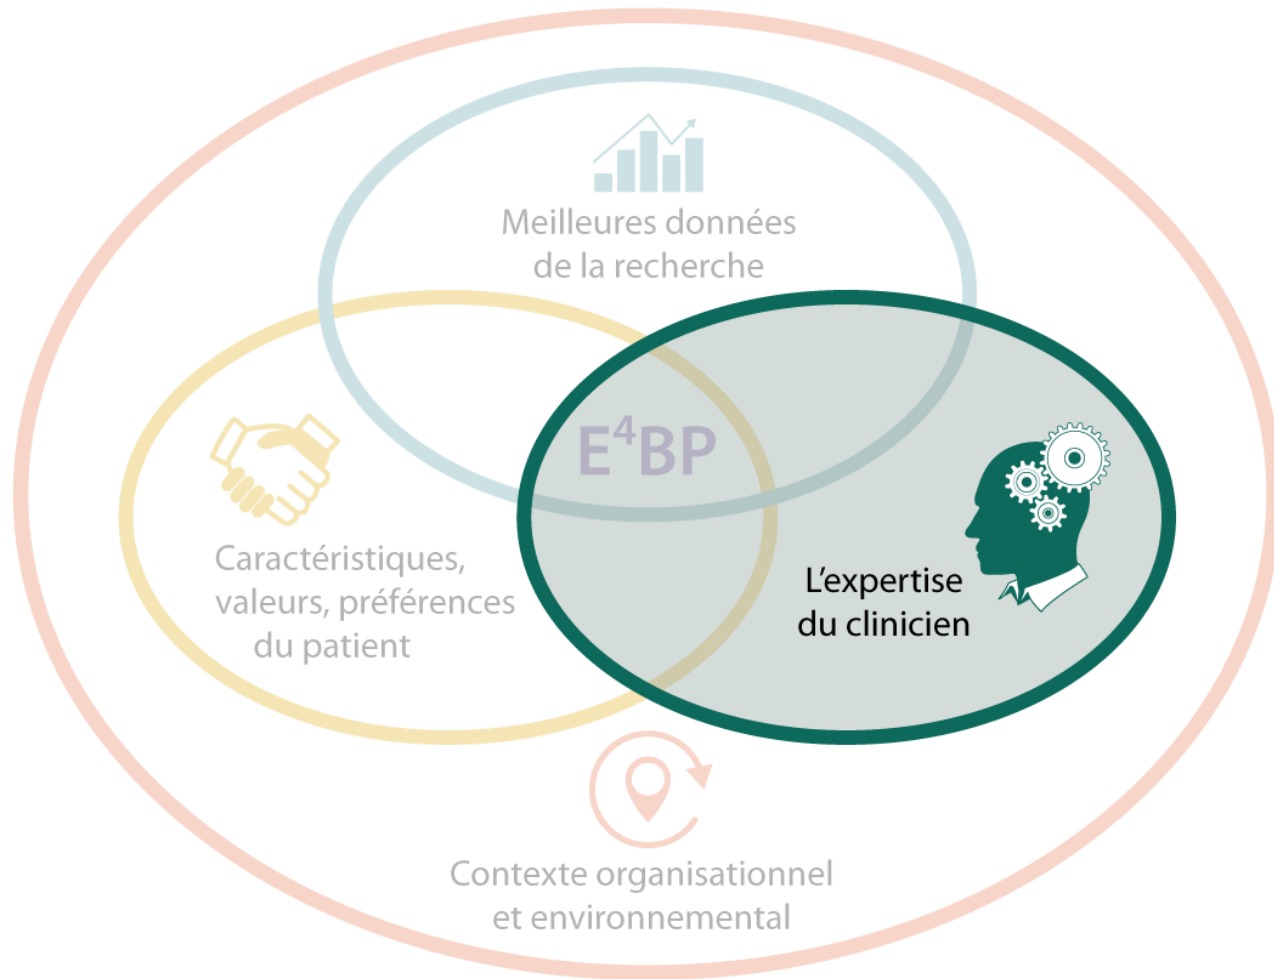 Meilleures données
de la recherche
E⁴BP
Caractéristiques,
valeurs, préférences
du patient
L'expertise
du clinicien
Contexte organisationnel
et environnemental